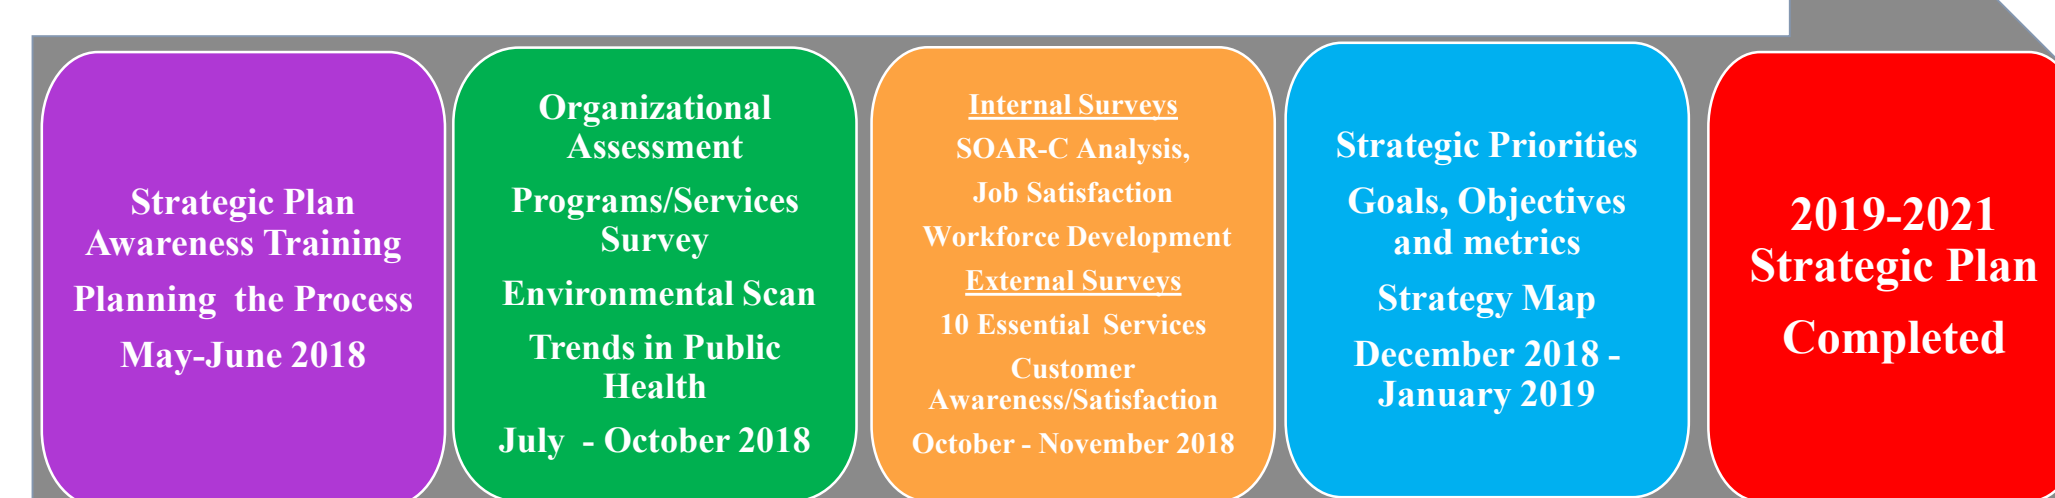 Strategic Plan
Awareness Training
Planning the Process
May-June 2018
Organizational
Assessment
Programs/Services
Survey
Environmental Scan
Trends in Public
Health
July - October 2018
Internal Surveys
SOAR-C Analysis,
Job Satisfaction
Workforce Development
External Surveys
10 Essential Services
Customer
Awareness/Satisfaction
October - November 2018
Strategic Priorities
Goals, Objectives
and metrics
Strategy Map
December 2018 -
January 2019
2019-2021
Strategic Plan
Completed